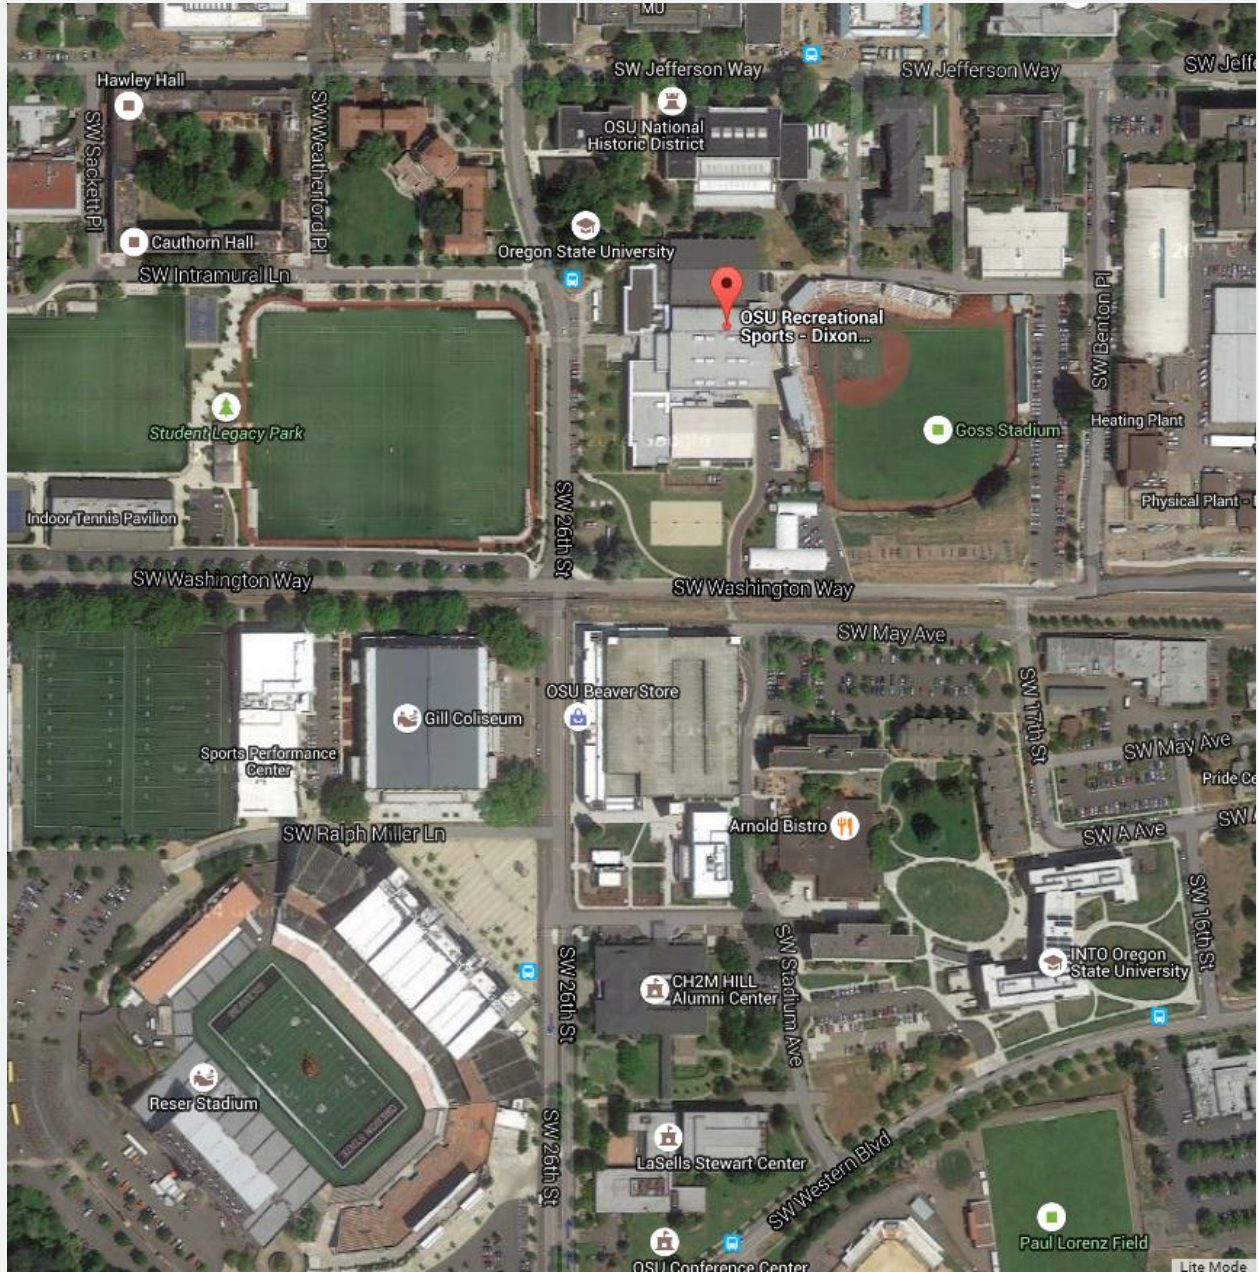 MU
SW Jefferson Way
SW Jefferson Way
SW Jeff
Hawley Hall
OSU National
Historic District
SW Sackett Pl
SW Weatherford Pl
Cauthorn Hall
Oregon State University
SW Intramural Ln
OSU Recreational
Sports - Dixon...
SW Benton Pl
Student Legacy Park
Goss Stadium
Heating Plant
Physical Plant -
Indoor Tennis Pavilion
SW 26th St
SW Washington Way
SW Washington Way
SW May Ave
OSU Beaver Store
Gill Coliseum
SW 17th St
Sports Performance
Center
SW May Ave
Pride Ce
SW Ralph Miller Ln
Arnold Bistro
SW A Ave
SW
SW 16th St
SW 26th St
CH2M HILL
Alumni Center
SW Stadium Ave
INTO Oregon
State University
Reser Stadium
OREGON STATE
SW 26th St
LaSells Stewart Center
SW Western Blvd
Paul Lorenz Field
OSU Conference Center
Lite Mode